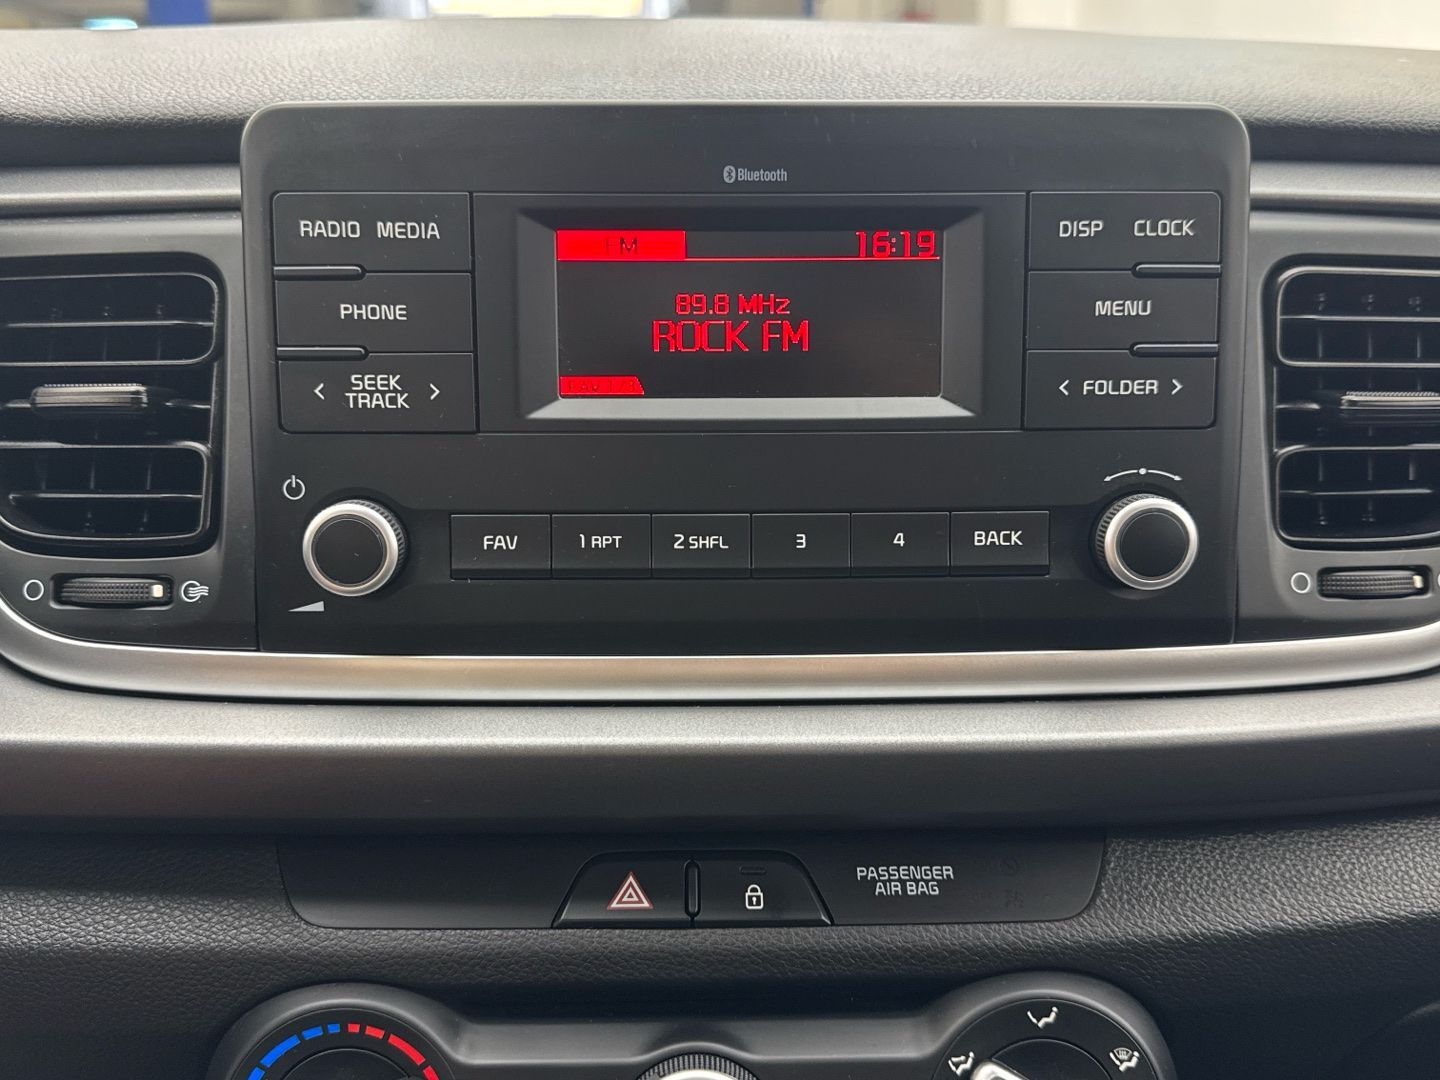 Bluetooth
RADIO MEDIA
PHONE
< SEEK TRACK >
FM 16:19
89.8 MHz
ROCK FM
DISP CLOCK
MENU
< FOLDER >
FAV 1 RPT 2 SHFL 3 4 BACK
PASSENGER
AIR BAG